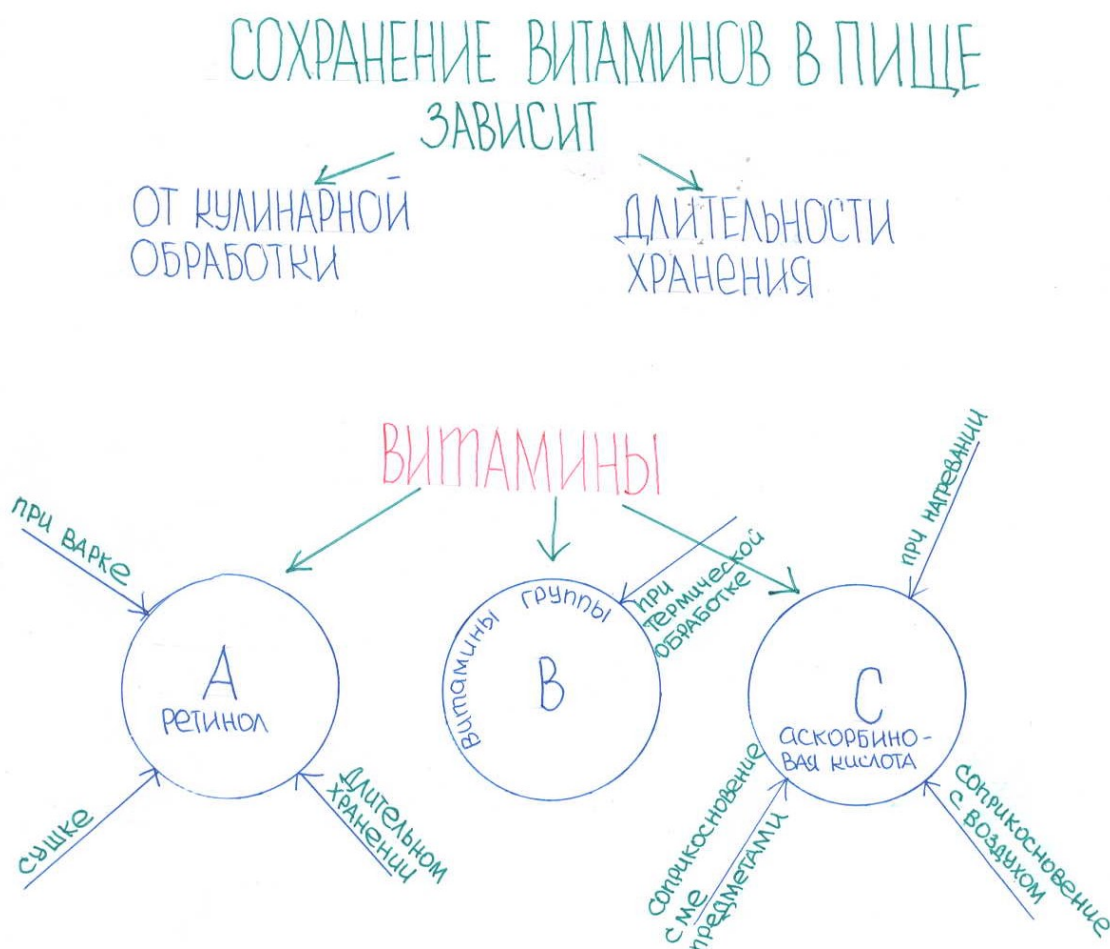 СОХРАНЕНИЕ ВИТАМИНОВ В ПИЩЕ
ЗАВИСИТ
ОТ КУЛИНАРНОЙ
ОБРАБОТКИ
ДЛИТЕЛЬНОСТИ
ХРАНЕНИЯ
ВИТАМИНЫ
ПРИ ВАРКЕ
А
РЕТИНОЛ
СУШКЕ
ДЛИТЕЛЬНОМ
ХРАНЕНИИ
Витамины группы
В
ПРИ
ТЕРМИЧЕСКОЙ
ОБРАБОТКЕ
ПРИ НАГРЕВАНИИ
С
АСКОРБИНО-
ВАЯ КИСЛОТА
СОПРИКОСНОВЕНИЕ
С МЕ
ПРЕДМЕТАМИ
СОПРИКОСНОВЕНИЕ
С ВОЗДУХОМ